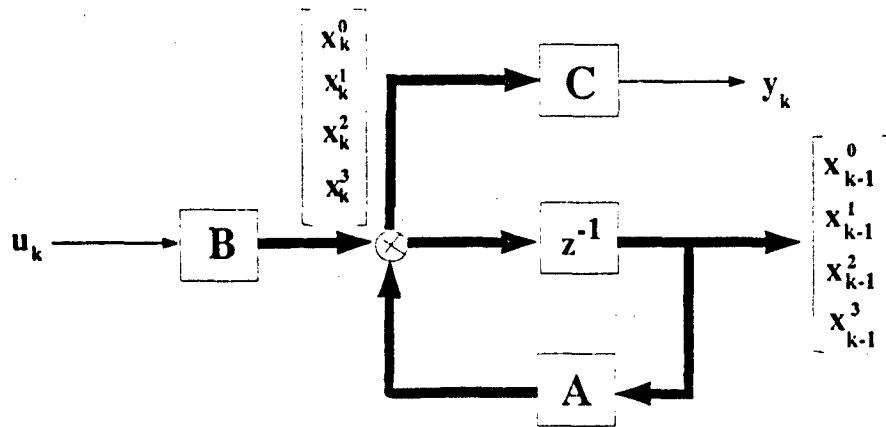 x_k^0
x_k^1
x_k^2
x_k^3
C
y_k
u_k
B
z^-1
x_k-1^0
x_k-1^1
x_k-1^2
x_k-1^3
A